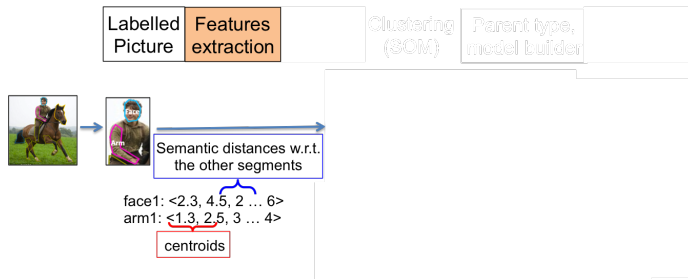 Labelled
Picture
Features
extraction
Clustering
(SOM)
Parent type,
model builder
Face
Arm
Semantic distances w.r.t.
the other segments
face1: <2.3, 4.5, 2 … 6>
arm1: <1.3, 2.5, 3 … 4>
centroids